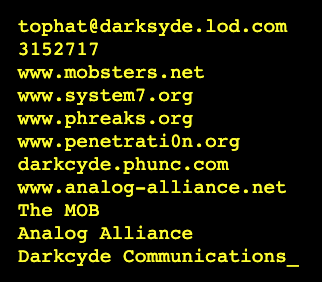 tophat@darksyde.lod.com
3152717
www.mobsters.net
www.system7.org
www.phreaks.org
www.penetrati0n.org
darkcyde.phunc.com
www.analog-alliance.net
The MOB
Analog Alliance
Darkcyde Communications_